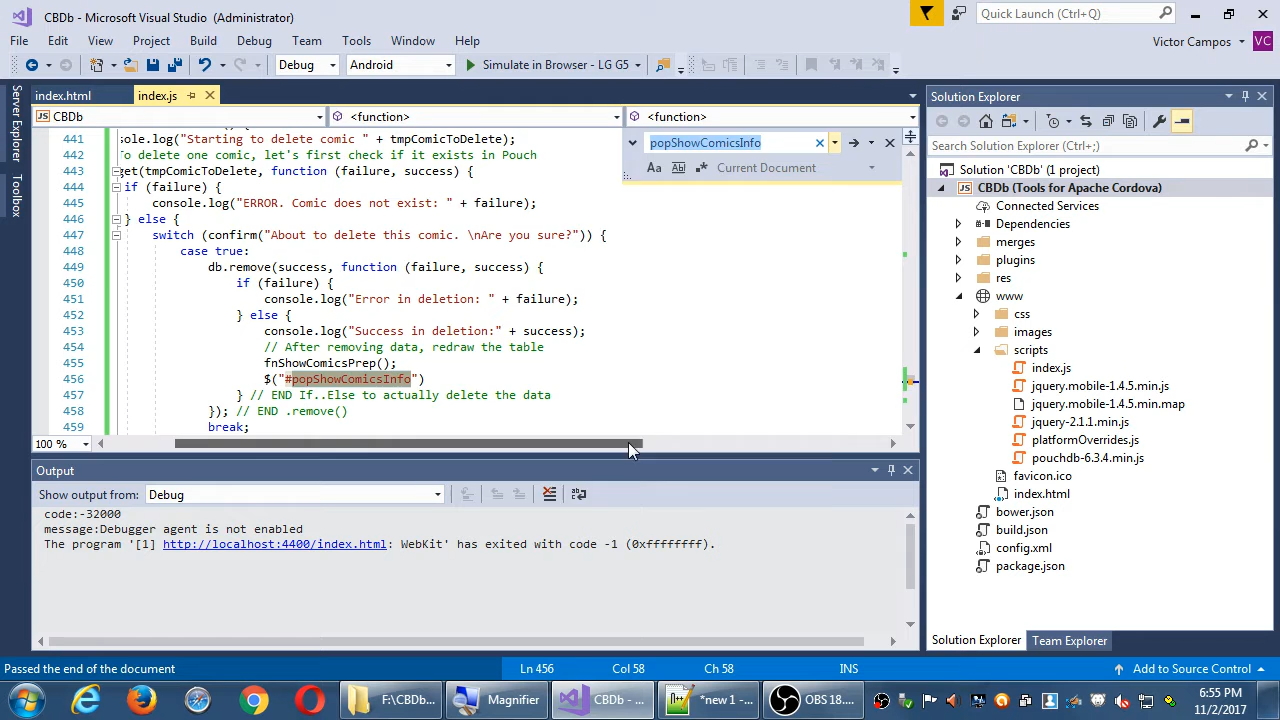 CBDb - Microsoft Visual Studio (Administrator)
Quick Launch (Ctrl+Q)
File Edit View Project Build Debug Team Tools Window Help
Victor Campos VC
Debug Android Simulate in Browser - LG G5
Server Explorer
Toolbox
index.html index.js
CBDb <function> <function>
popShowComicsInfo
Aa Ab Current Document
441 sole.log("Starting to delete comic " + tmpComicToDelete);
442 To delete one comic, let's first check if it exists in Pouch
443 get(tmpComicToDelete, function (failure, success) {
444 if (failure) {
445 console.log("ERROR. Comic does not exist: " + failure);
446 } else {
447 switch (confirm("About to delete this comic. \nAre you sure?")) {
448 case true:
449 db.remove(success, function (failure, success) {
450 if (failure) {
451 console.log("Error in deletion: " + failure);
452 } else {
453 console.log("Success in deletion:" + success);
454 // After removing data, redraw the table
455 fnShowComicsPrep();
456 $("#popShowComicsInfo")
457 } // END If..Else to actually delete the data
458 }); // END .remove()
459 break;
100 %
Output
Show output from: Debug
code:-32000
message:Debugger agent is not enabled
The program '[1] http://localhost:4400/index.html: WebKit' has exited with code -1 (0xffffffff).
Solution Explorer
Search Solution Explorer (Ctrl+;)
Solution 'CBDb' (1 project)
JS CBDb (Tools for Apache Cordova)
Connected Services
Dependencies
merges
plugins
res
www
css
images
scripts
index.js
jquery.mobile-1.4.5.min.js
jquery.mobile-1.4.5.min.map
jquery-2.1.1.min.js
platformOverrides.js
pouchdb-6.3.4.min.js
favicon.ico
index.html
bower.json
build.json
config.xml
package.json
Solution Explorer Team Explorer
Passed the end of the document Ln 456 Col 58 Ch 58 INS Add to Source Control
F:\CBDb... Magnifier CBDb - ... *new 1 -... OBS 18....
6:55 PM
11/2/2017